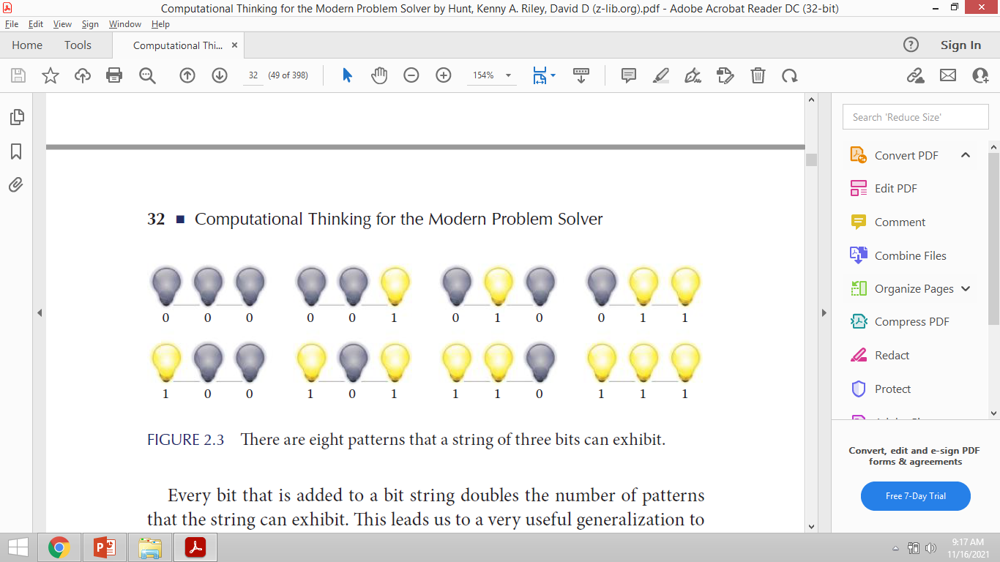 Computational Thinking for the Modern Problem Solver by Hunt, Kenny A. Riley, David D (z-lib.org).pdf - Adobe Acrobat Reader DC (32-bit)
File Edit View Sign Window Help
Home Tools Computational Thi... × Sign In
32 (49 of 398) 154%
Search 'Reduce Size'
Convert PDF
Edit PDF
Comment
Combine Files
Organize Pages
Compress PDF
Redact
Protect
Convert, edit and e-sign PDF
forms & agreements
Free 7-Day Trial
32 ■ Computational Thinking for the Modern Problem Solver
0 0 0 0 0 1 0 1 0 0 1 1
1 0 0 1 0 1 1 1 0 1 1 1
FIGURE 2.3 There are eight patterns that a string of three bits can exhibit.
Every bit that is added to a bit string doubles the number of patterns
that the string can exhibit. This leads us to a very useful generalization to
9:17 AM
11/16/2021